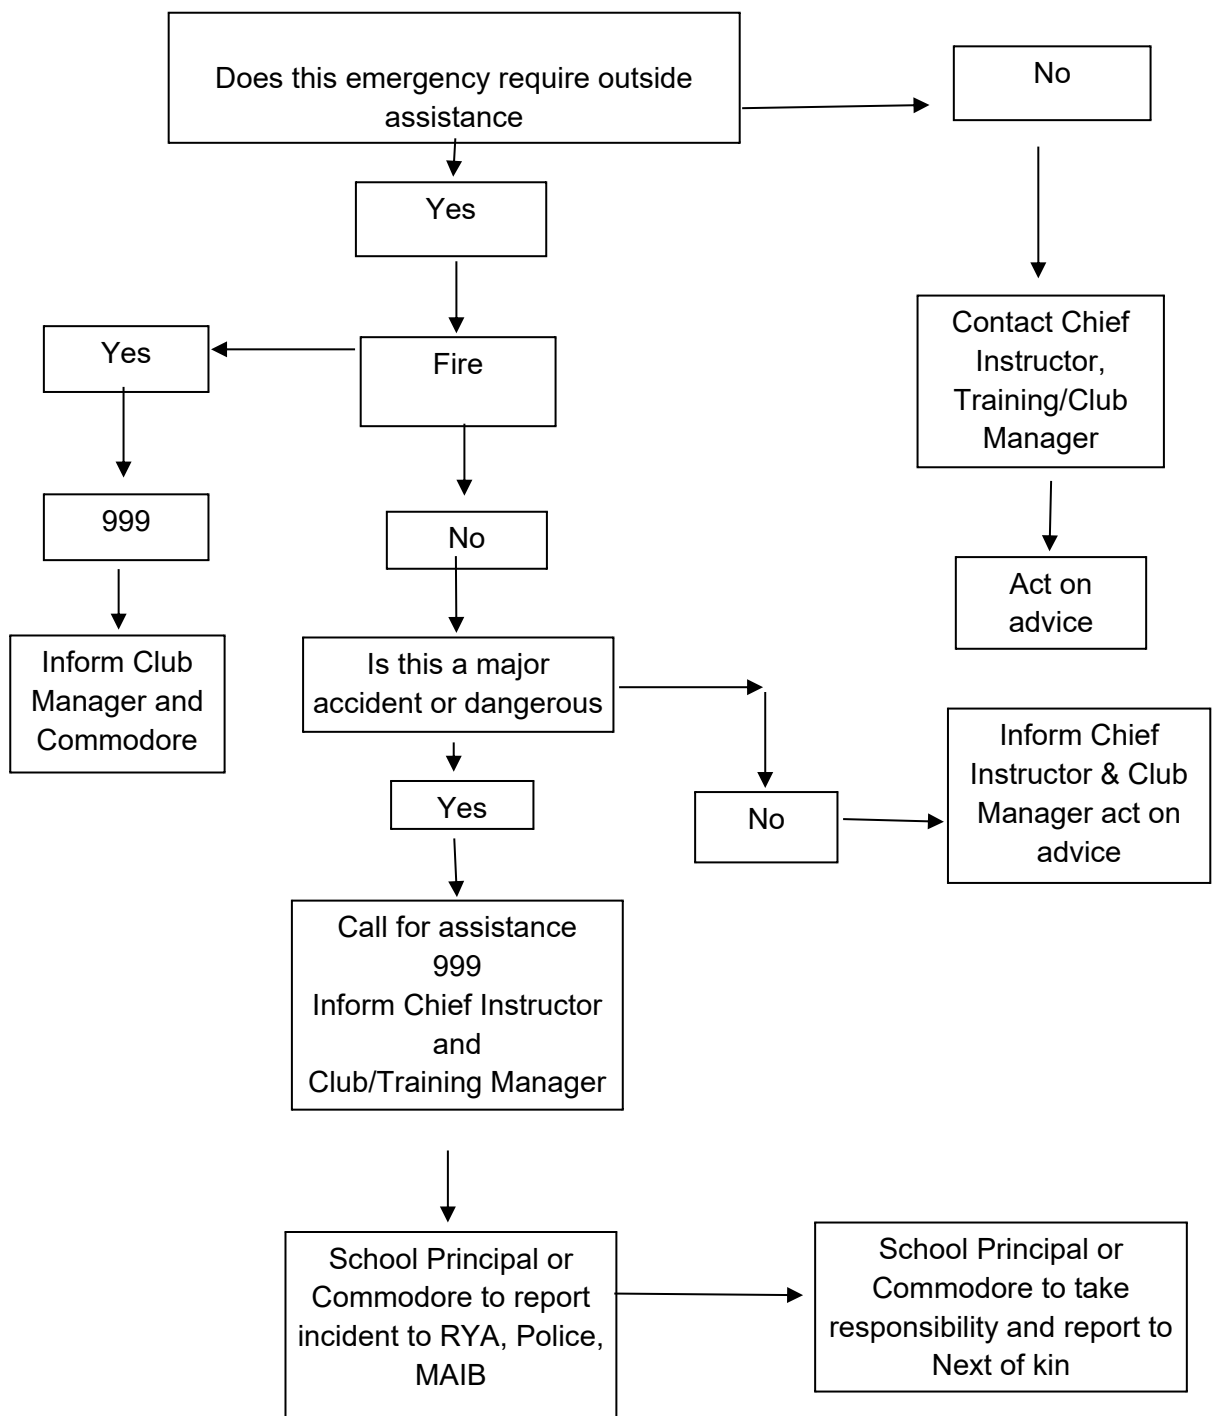 Does this emergency require outside
assistance
No
Yes
Yes
Fire
Contact Chief
Instructor,
Training/Club
Manager
999
No
Act on
advice
Inform Club
Manager and
Commodore
Is this a major
accident or dangerous
Yes
No
Inform Chief
Instructor & Club
Manager act on
advice
Call for assistance
999
Inform Chief Instructor
and
Club/Training Manager
School Principal or
Commodore to report
incident to RYA, Police,
MAIB
School Principal or
Commodore to take
responsibility and report to
Next of kin